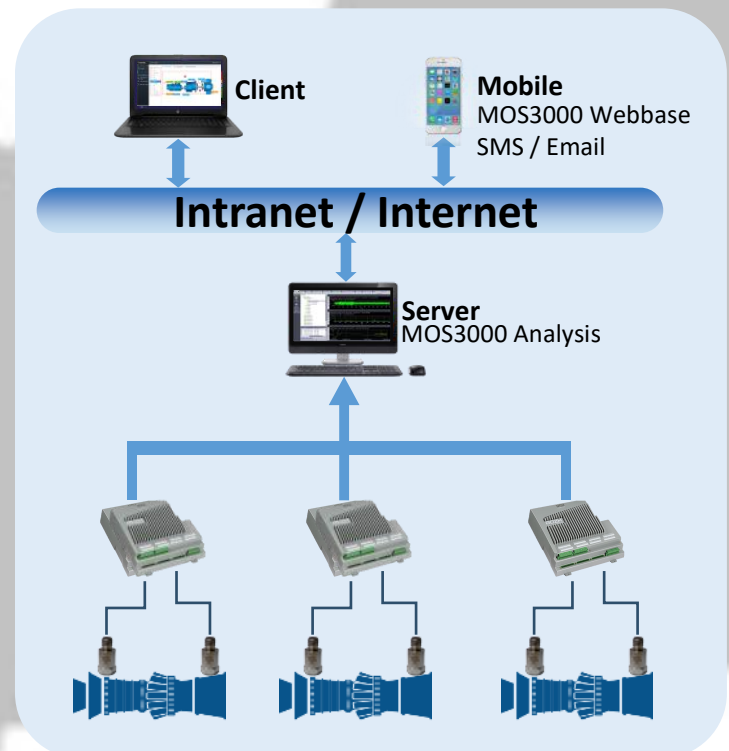 Client
Mobile
MOS3000 Webbase
SMS / Email
Intranet / Internet
Server
MOS3000 Analysis